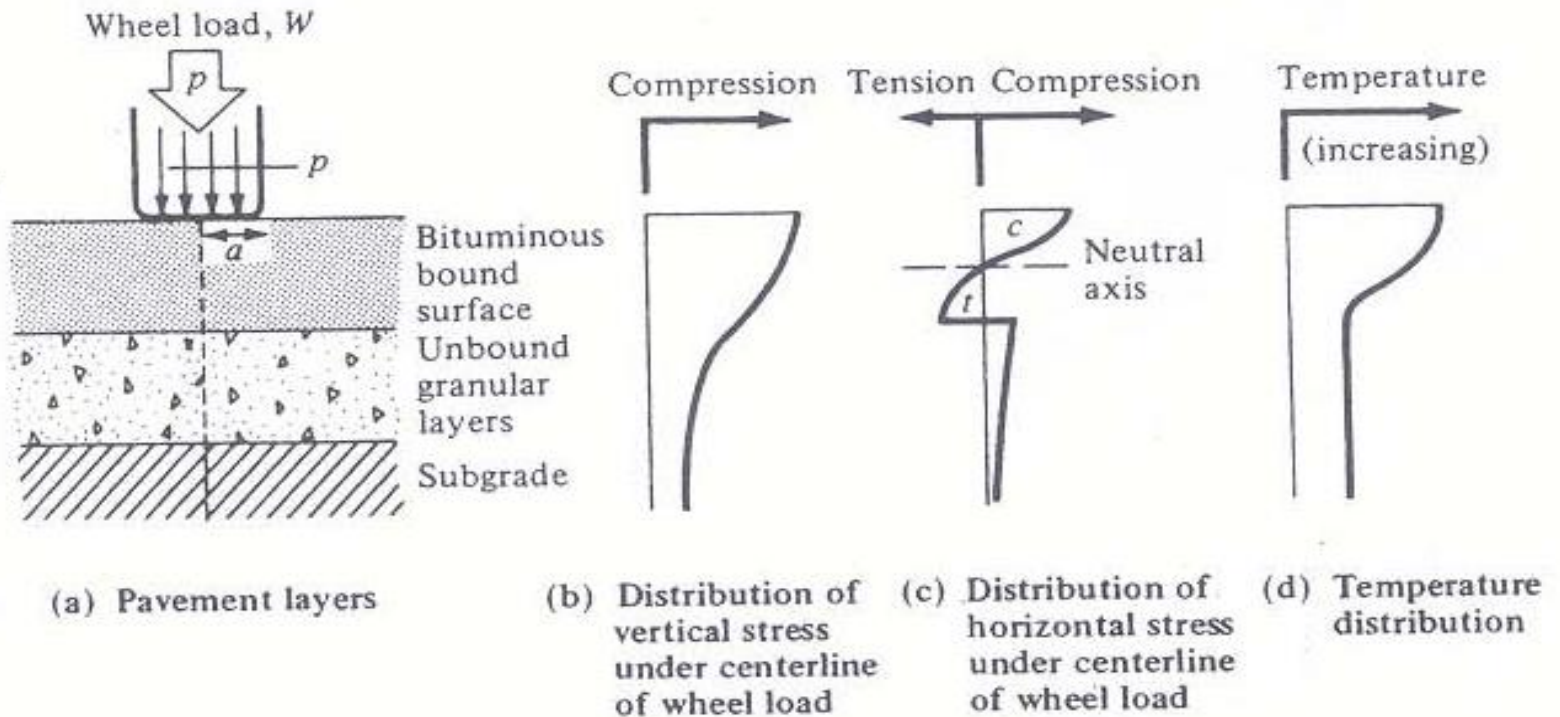 Wheel load, W
p
p
a
Bituminous
bound
surface
Unbound
granular
layers
Subgrade
(a) Pavement layers
Compression
(b) Distribution of
vertical stress
under centerline
of wheel load
Tension Compression
c
Neutral
axis
t
(c) Distribution of
horizontal stress
under centerline
of wheel load
Temperature
(increasing)
(d) Temperature
distribution